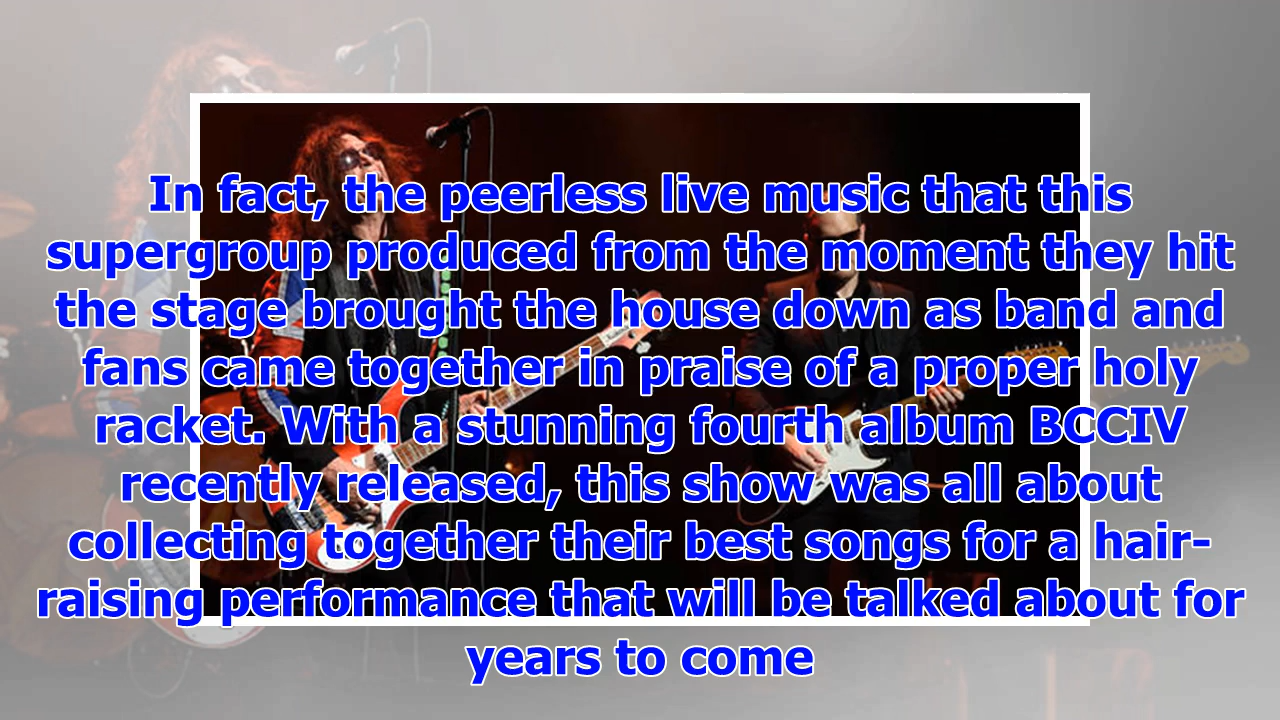 In fact, the peerless live music that this
supergroup produced from the moment they hit
the stage brought the house down as band and
fans came together in praise of a proper holy
racket. With a stunning fourth album BCCIV
recently released, this show was all about
collecting together their best songs for a hair-
raising performance that will be talked about for
years to come